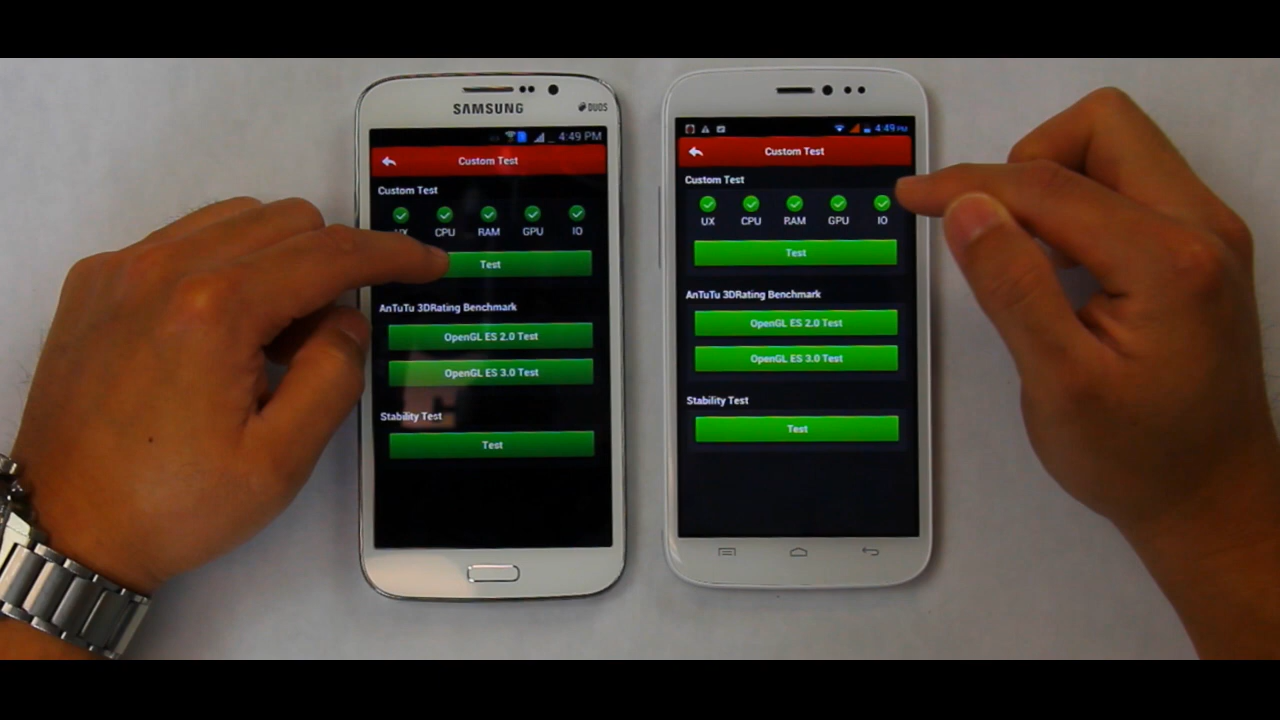 SAMSUNG
DUOS
4:49 PM
Custom Test
Custom Test
UX CPU RAM GPU IO
Test
AnTuTu 3DRating Benchmark
OpenGL ES 2.0 Test
OpenGL ES 3.0 Test
Stability Test
Test
4:49 PM
Custom Test
Custom Test
UX CPU RAM GPU IO
Test
AnTuTu 3DRating Benchmark
OpenGL ES 2.0 Test
OpenGL ES 3.0 Test
Stability Test
Test